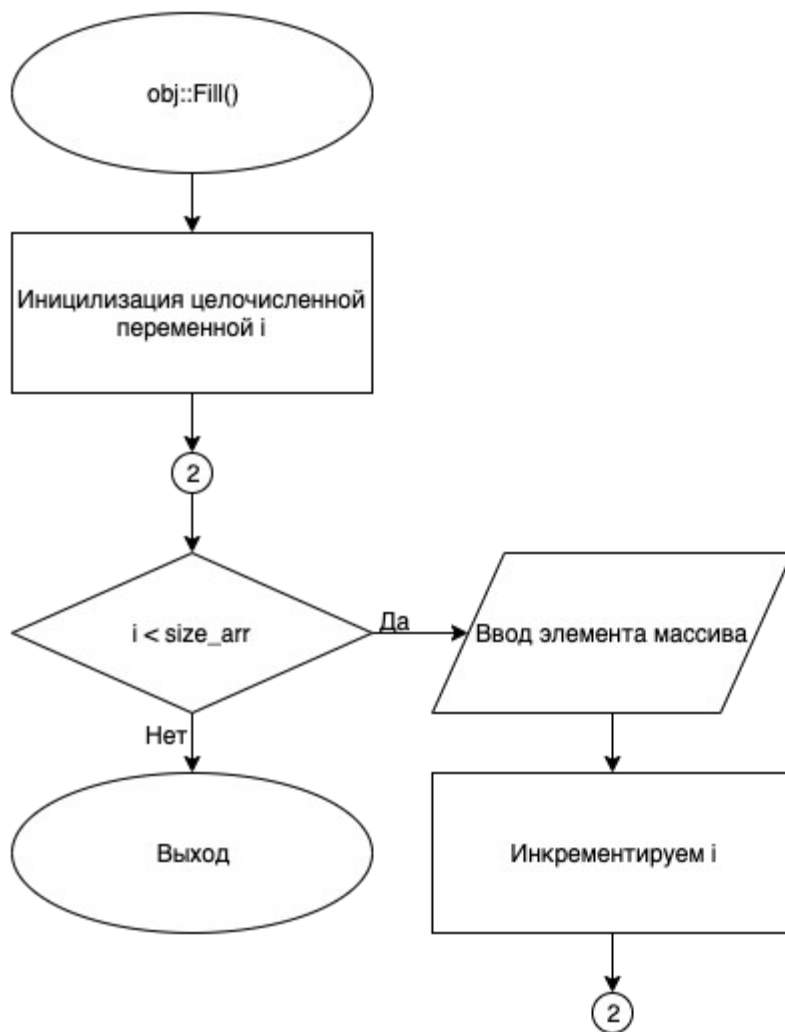 obj::Fill()
Иницилизация целочисленной
переменной i
2
i < size_arr
Да
Ввод элемента массива
Нет
Выход
Инкрементируем i
2